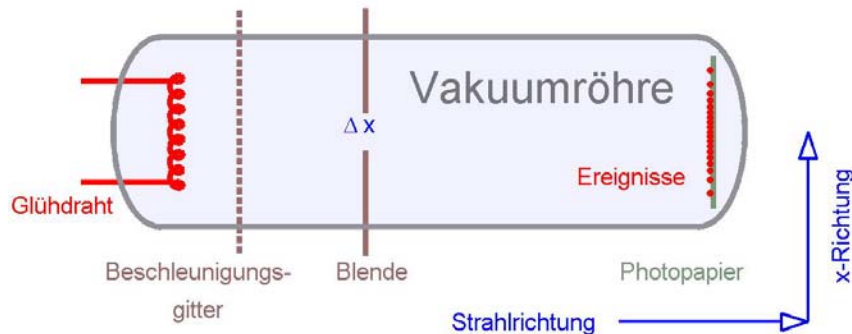 Vakuumröhre
Δ x
Ereignisse
Glühdraht
Beschleunigungs-
gitter
Blende
Photopapier
x-Richtung
Strahlrichtung